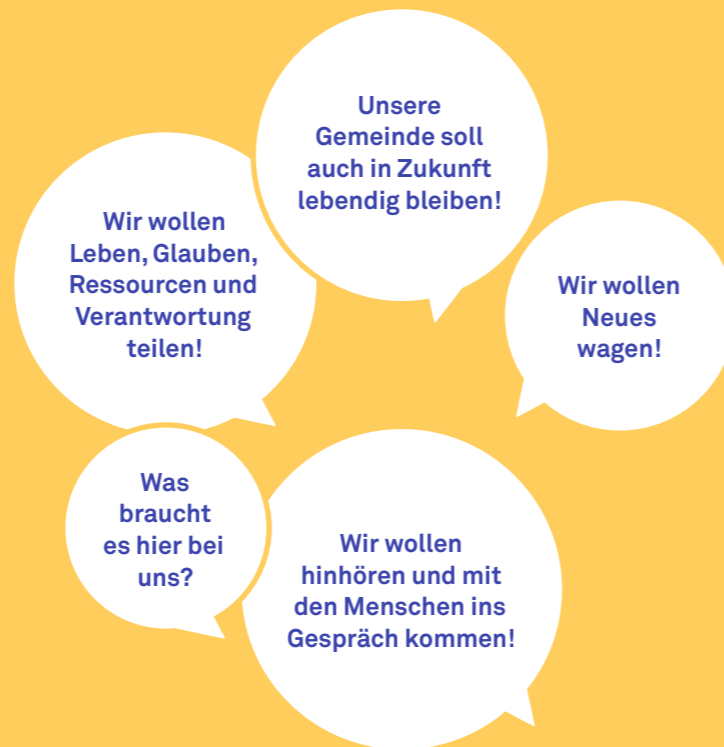 Unsere
Gemeinde soll
auch in Zukunft
lebendig bleiben!
Wir wollen
Leben, Glauben,
Ressourcen und
Verantwortung
teilen!
Wir wollen
Neues
wagen!
Was
braucht
es hier bei
uns?
Wir wollen
hinhören und mit
den Menschen ins
Gespräch kommen!